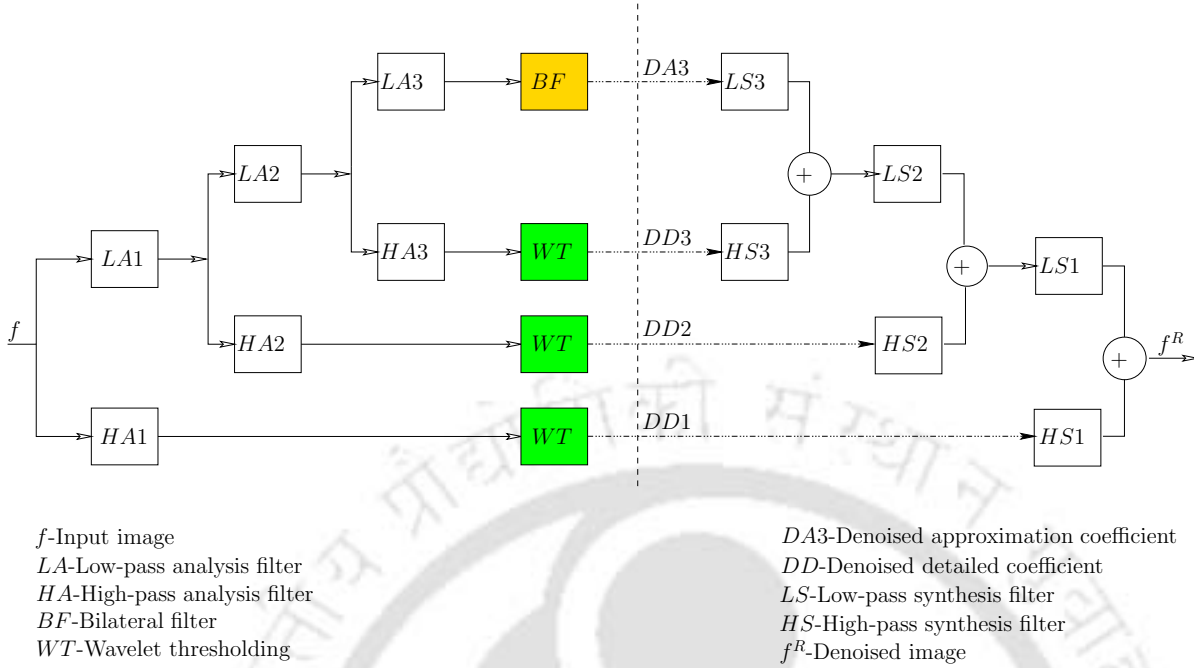 LA3 BF DA3 LS3
LA2 + LS2
HA3 WT DD3 HS3
LA1 + LS1
f HA2 WT DD2 HS2 + f^R
HA1 WT DD1 HS1
f-Input image
LA-Low-pass analysis filter
HA-High-pass analysis filter
BF-Bilateral filter
WT-Wavelet thresholding
DA3-Denoised approximation coefficient
DD-Denoised detailed coefficient
LS-Low-pass synthesis filter
HS-High-pass synthesis filter
f^R-Denoised image